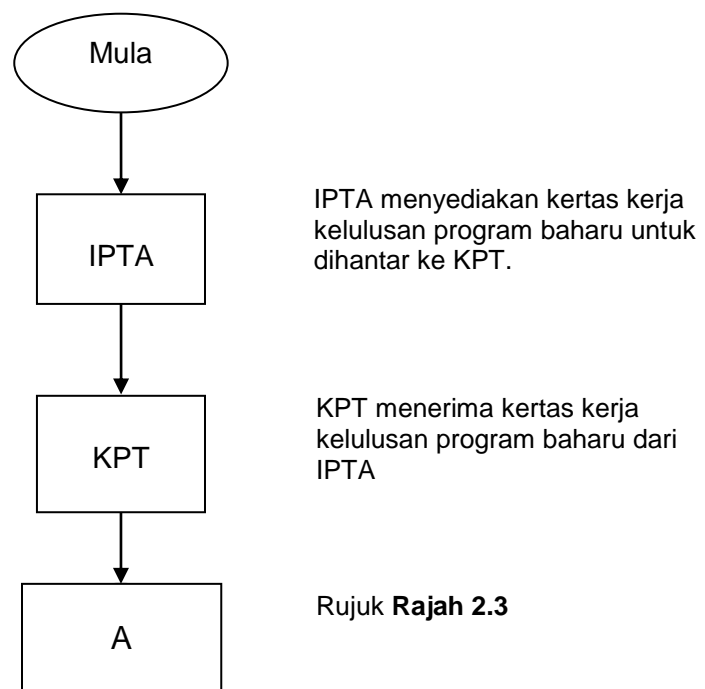 Mula
IPTA
IPTA menyediakan kertas kerja
kelulusan program baharu untuk
dihantar ke KPT.
KPT
KPT menerima kertas kerja
kelulusan program baharu dari
IPTA
A
Rujuk Rajah 2.3